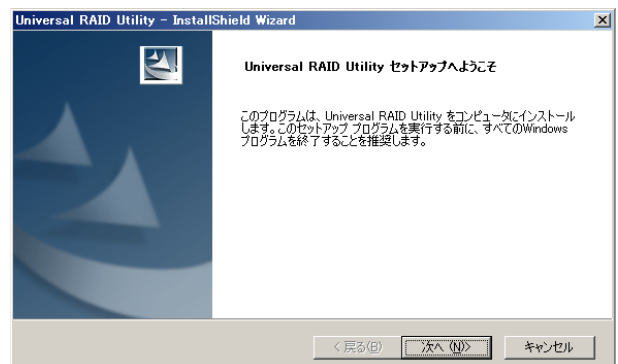 Universal RAID Utility - InstallShield Wizard
Universal RAID Utility セットアップへようこそ
このプログラムは、Universal RAID Utility をコンピュータにインストール
します。このセットアップ プログラムを実行する前に、すべてのWindows
プログラムを終了することを推奨します。
< 戻る(B)
次へ (N)>
キャンセル